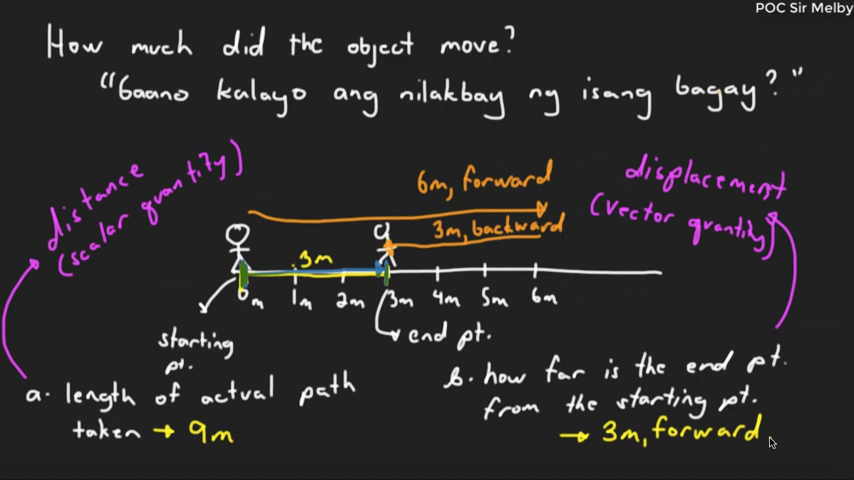 POC Sir Melby
How much did the object move?
"Gaano kalayo ang nilakbay ng isang bagay?"
distance
(scalar quantity)
6m, forward
3m, backward
displacement
(vector quantity)
3m
0m 1m 2m 3m 4m 5m 6m
starting
pt.
end pt.
a. length of actual path
taken → 9m
b. how far is the end pt.
from the starting pt.
→ 3m, forward